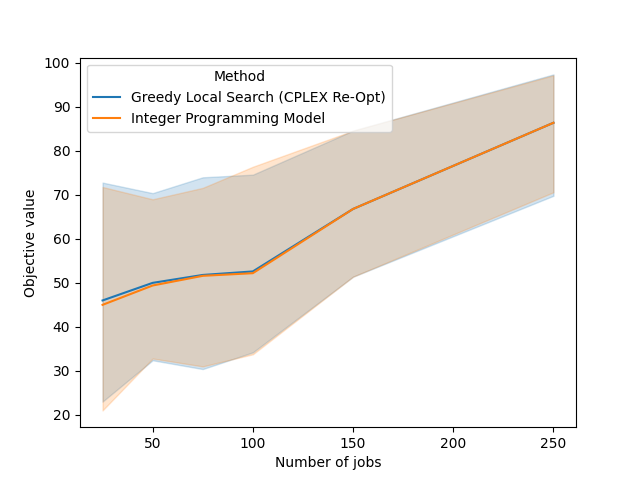 100
90
80
70
60
50
40
30
20
Objective value
Method
Greedy Local Search (CPLEX Re-Opt)
Integer Programming Model
50 100 150 200 250
Number of jobs